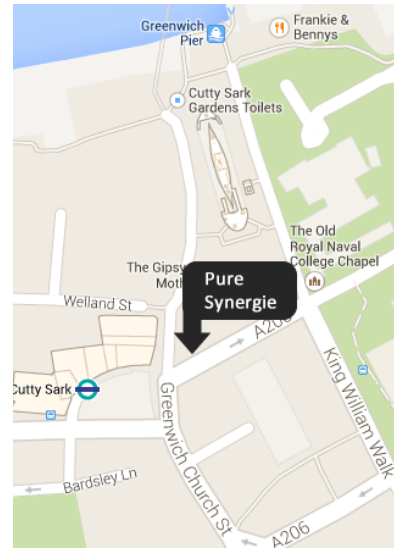 Greenwich
Pier
Frankie &
Bennys
Cutty Sark
Gardens Toilets
The Old
Royal Naval
College Chapel
The Gipsy
Moth
Pure
Synergie
Welland St
A206
Cutty Sark
King William Walk
Greenwich Church St
Bardsley Ln
A206